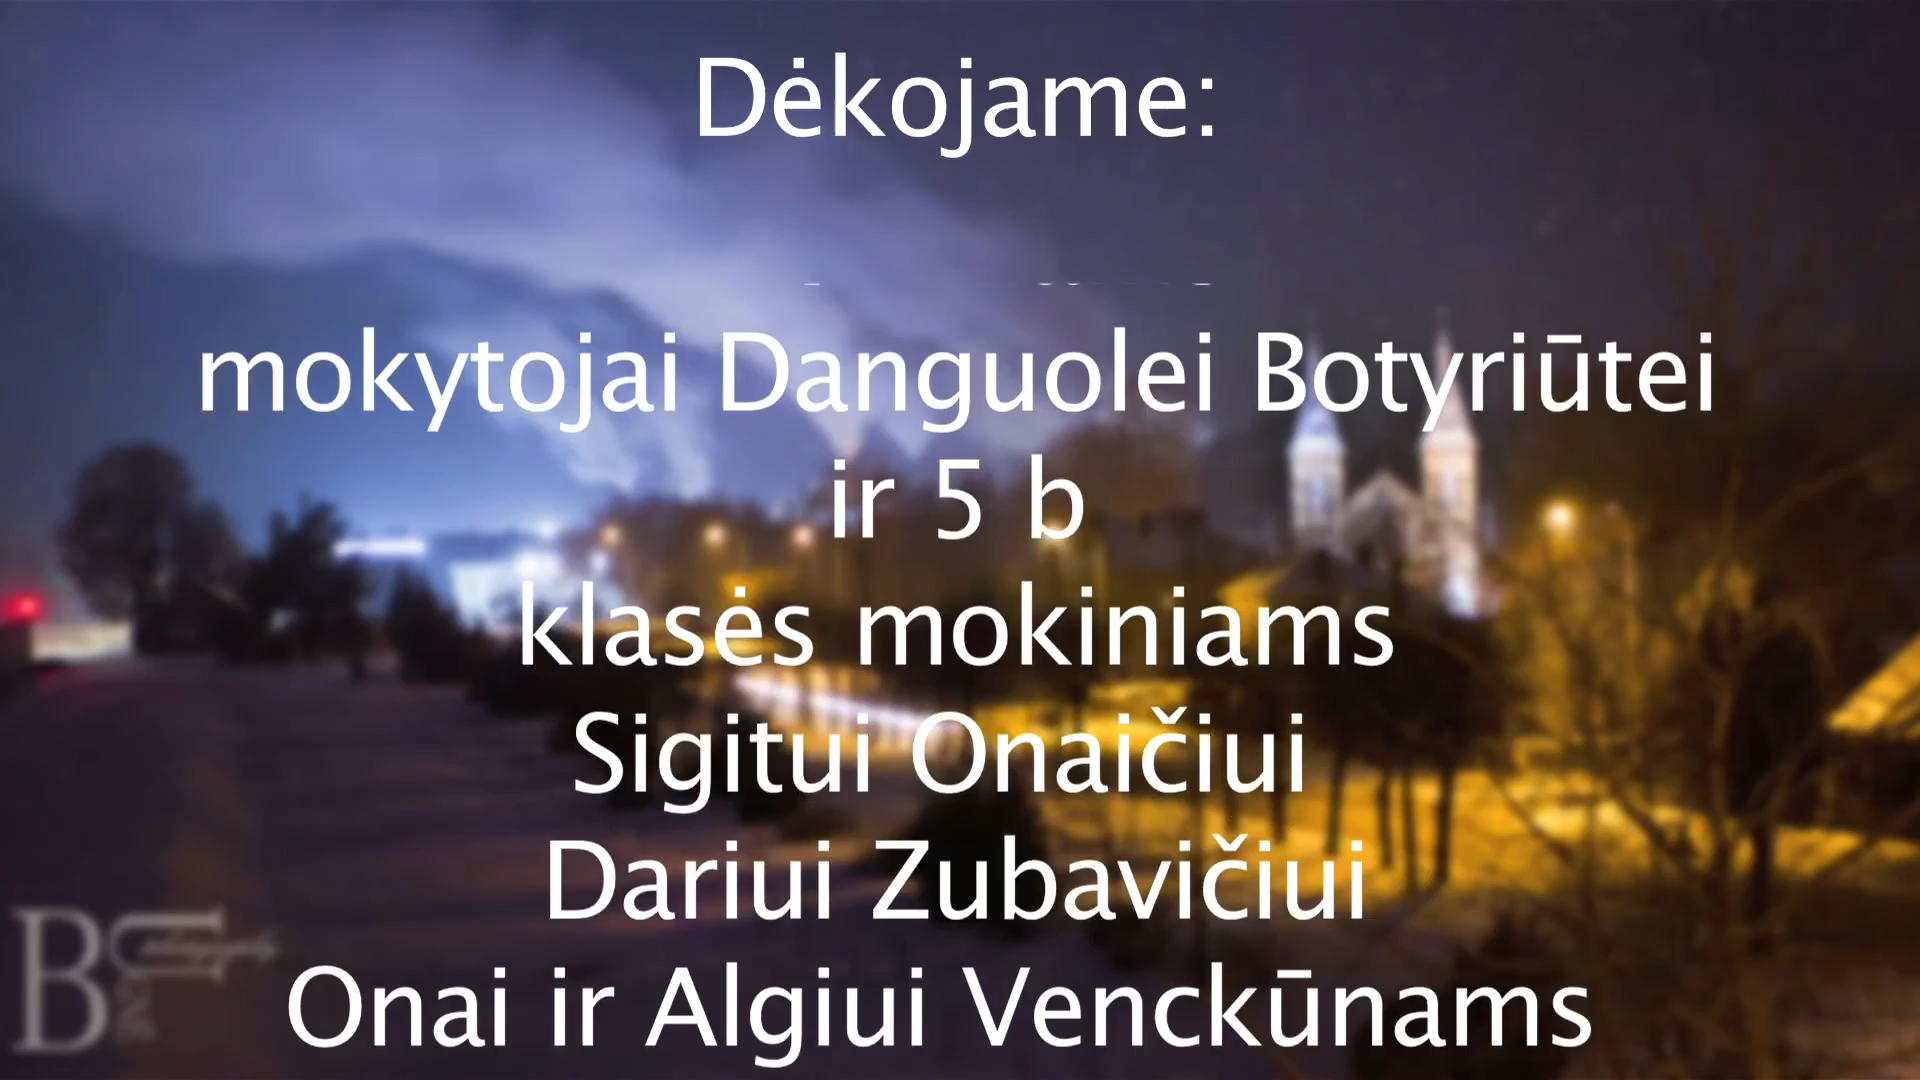 Dėkojame:
mokytojai Danguolei Botyriūtei
ir 5 b
klasės mokiniams
Sigitui Onaičiui
Dariui Zubavičiui
Onai ir Algiui Venckūnams